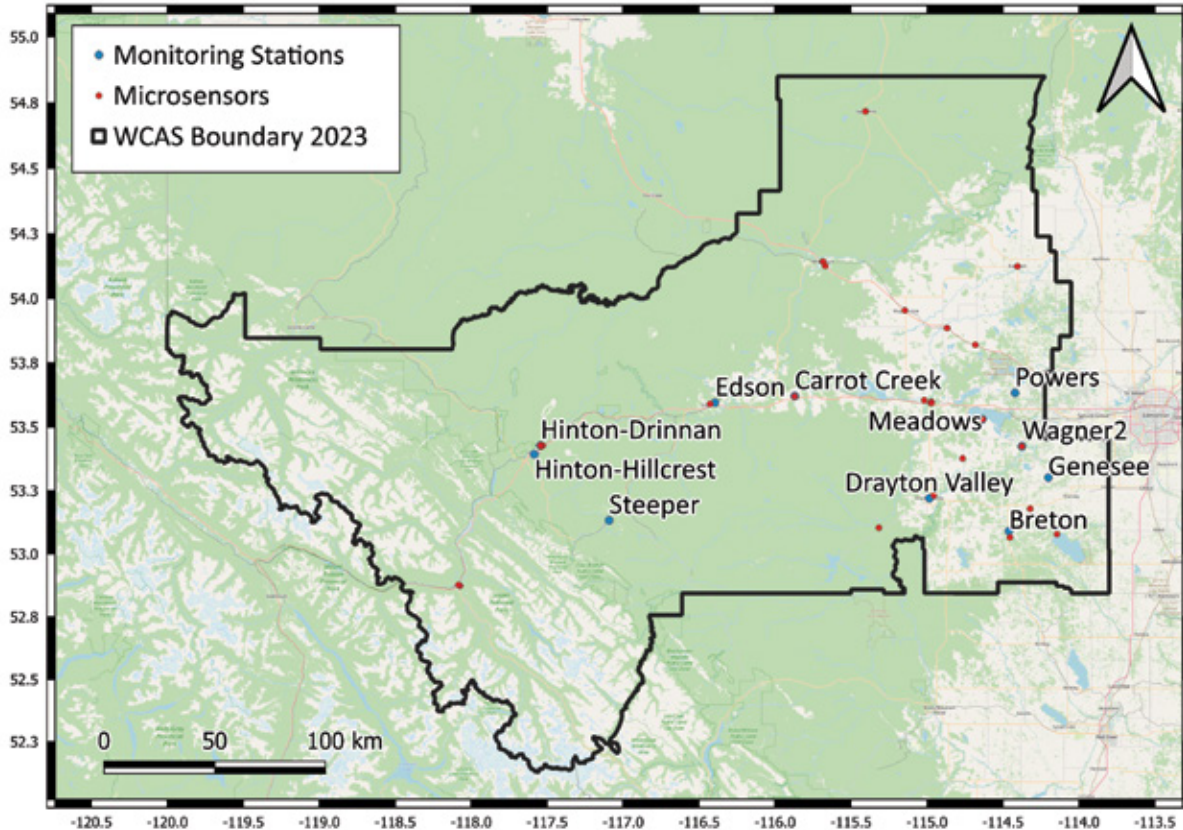 Monitoring Stations
Microsensors
WCAS Boundary 2023
55.0
54.8
54.5
54.3
54.0
53.8
53.5
53.3
53.0
52.8
52.5
52.3
Edson
Carrot Creek
Powers
Meadows
Wagner2
Hinton-Drinnan
Hinton-Hillcrest
Genesee
Drayton Valley
Steeper
Breton
0 50 100 km
-120.5 -120.0 -119.5 -119.0 -118.5 -118.0 -117.5 -117.0 -116.5 -116.0 -115.5 -115.0 -114.5 -114.0 -113.5